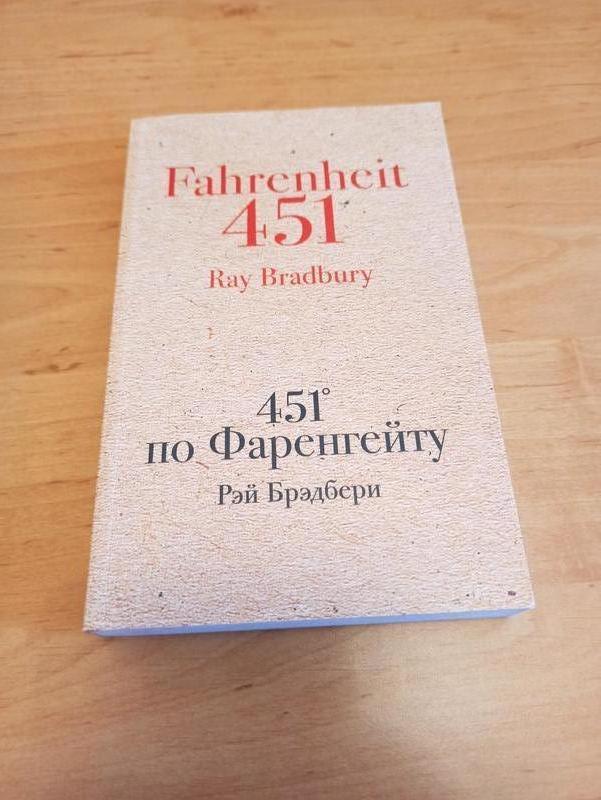 Fahrenheit
451°
Ray Bradbury
451°
по Фаренгейту
Рэй Брэдбери